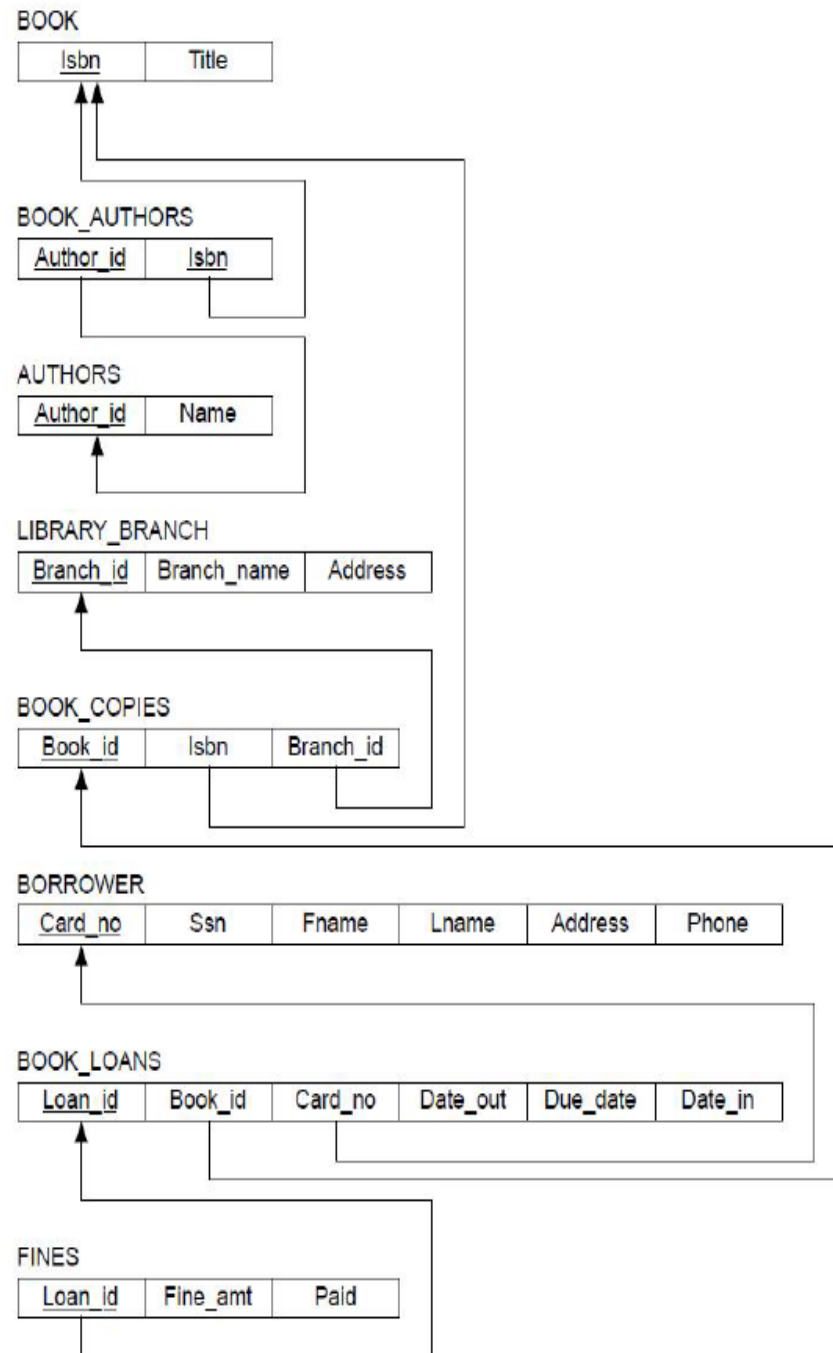 BOOK
Isbn Title
BOOK_AUTHORS
Author_id Isbn
AUTHORS
Author_id Name
LIBRARY_BRANCH
Branch_id Branch_name Address
BOOK_COPIES
Book_id Isbn Branch_id
BORROWER
Card_no Ssn Fname Lname Address Phone
BOOK_LOANS
Loan_id Book_id Card_no Date_out Due_date Date_in
FINES
Loan_id Fine_amt Paid